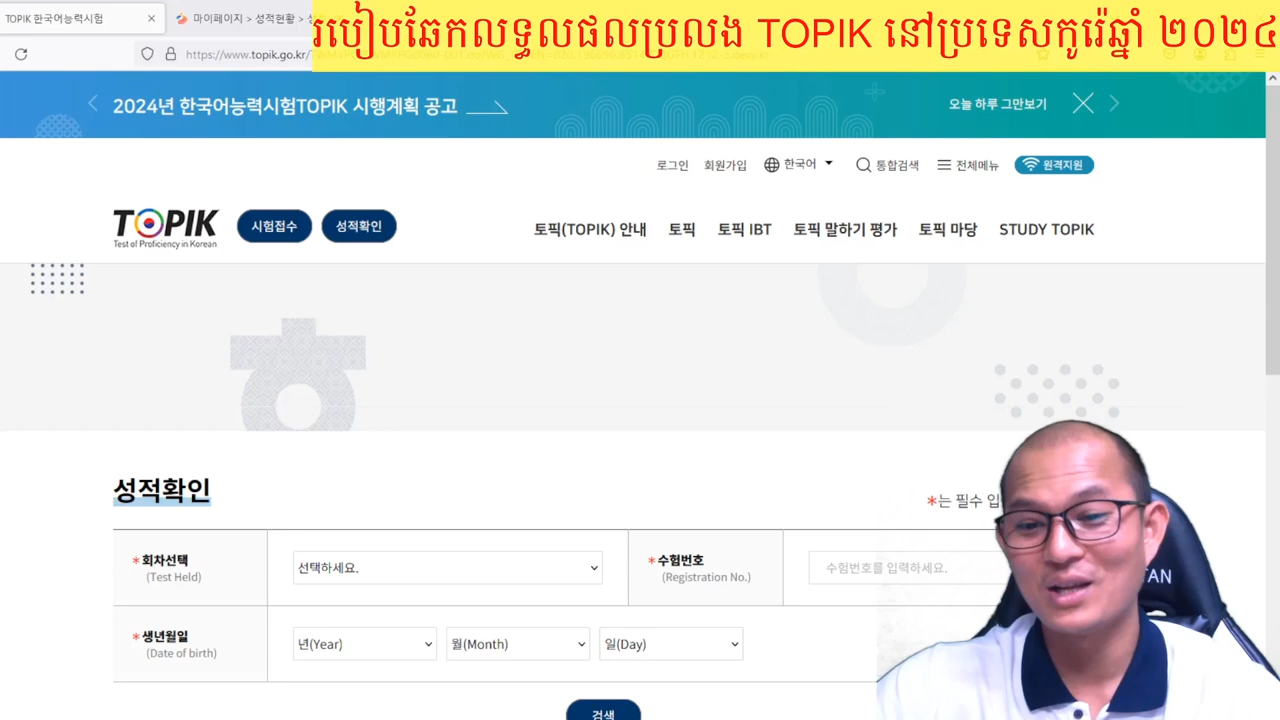 TOPIK 한국어능력시험
마이페이지 > 성적현황 > 성
របៀបឆែកលទ្ធលផលប្រលង TOPIK នៅប្រទេសកូរ៉េឆ្នាំ ២០២៤
https://www.topik.go.kr/
2024년 한국어능력시험TOPIK 시행계획 공고
오늘 하루 그만보기
로그인 회원가입 한국어 통합검색 전체메뉴 원격지원
TOPIK
Test of Proficiency in Korean
시험접수 성적확인
토픽(TOPIK) 안내 토픽 토픽 IBT 토픽 말하기 평가 토픽 마당 STUDY TOPIK
성적확인
*는 필수 입
*회차선택
(Test Held)
선택하세요.
*수험번호
(Registration No.)
수험번호를 입력하세요.
*생년월일
(Date of birth)
년(Year) 월(Month) 일(Day)
검색
TAN